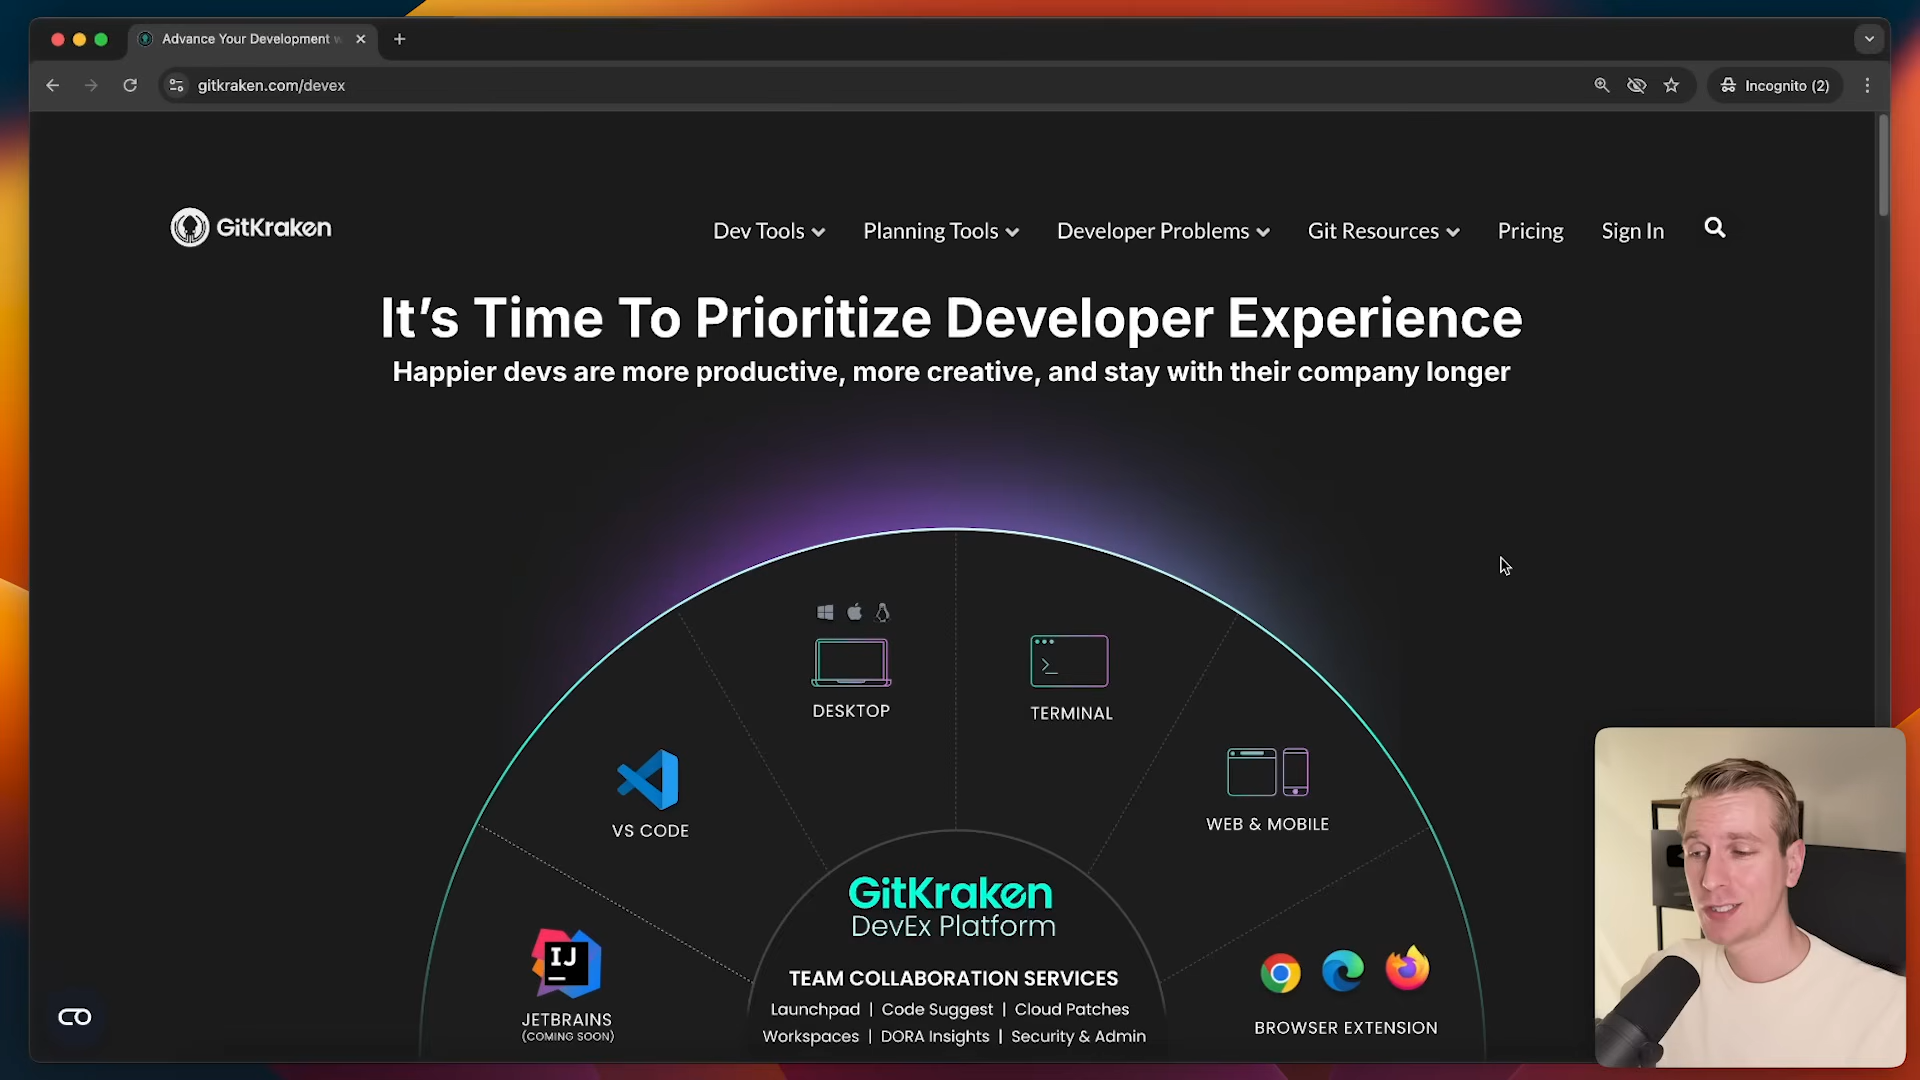 Advance Your Development w
gitkraken.com/devex
Incognito (2)
GitKraken
Dev Tools
Planning Tools
Developer Problems
Git Resources
Pricing
Sign In
It's Time To Prioritize Developer Experience
Happier devs are more productive, more creative, and stay with their company longer
DESKTOP
TERMINAL
VS CODE
WEB & MOBILE
GitKraken
DevEx Platform
IJ
JETBRAINS
(COMING SOON)
TEAM COLLABORATION SERVICES
Launchpad | Code Suggest | Cloud Patches
Workspaces | DORA Insights | Security & Admin
BROWSER EXTENSION